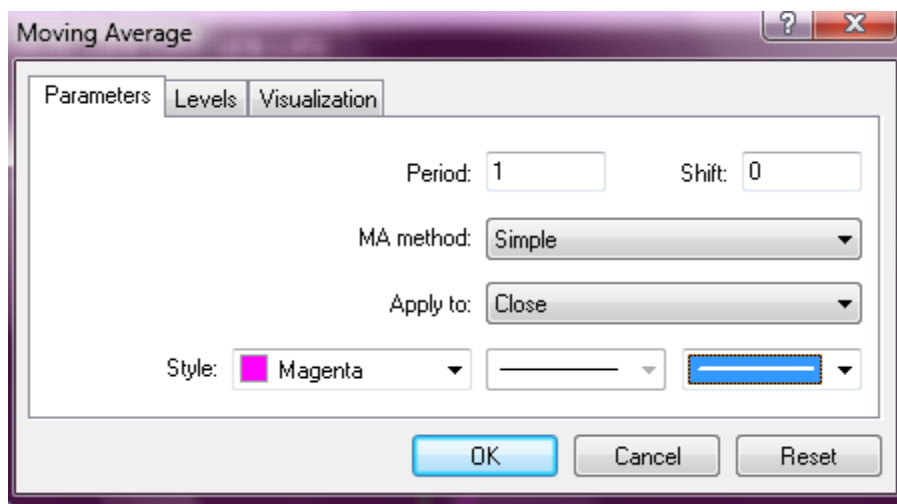 Moving Average
?
X
Parameters Levels Visualization
Period: 1 Shift: 0
MA method: Simple
Apply to: Close
Style: Magenta
OK Cancel Reset